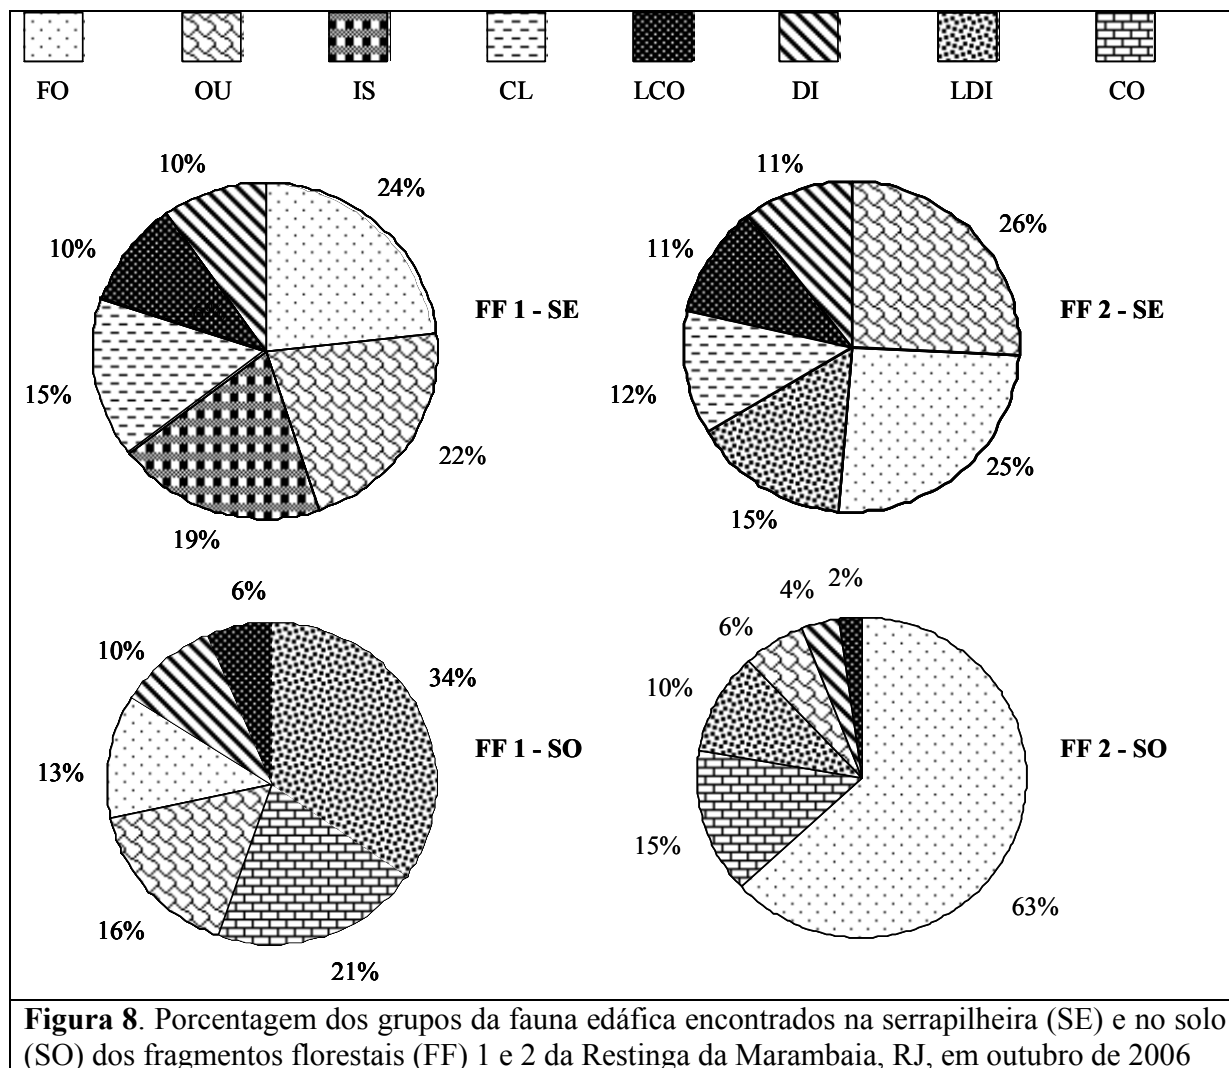 FO OU IS CL LCO DI LDI CO
10% 11%
24%
26%
10% 11%
FF 1 - SE FF 2 - SE
15% 12%
22% 25%
15%
19%
6% 4% 2%
10% 6%
34% 10%
FF 1 - SO FF 2 - SO
13%
15%
16% 63%
21%
Figura 8. Porcentagem dos grupos da fauna edáfica encontrados na serrapilheira (SE) e no solo
(SO) dos fragmentos florestais (FF) 1 e 2 da Restinga da Marambaia, RJ, em outubro de 2006